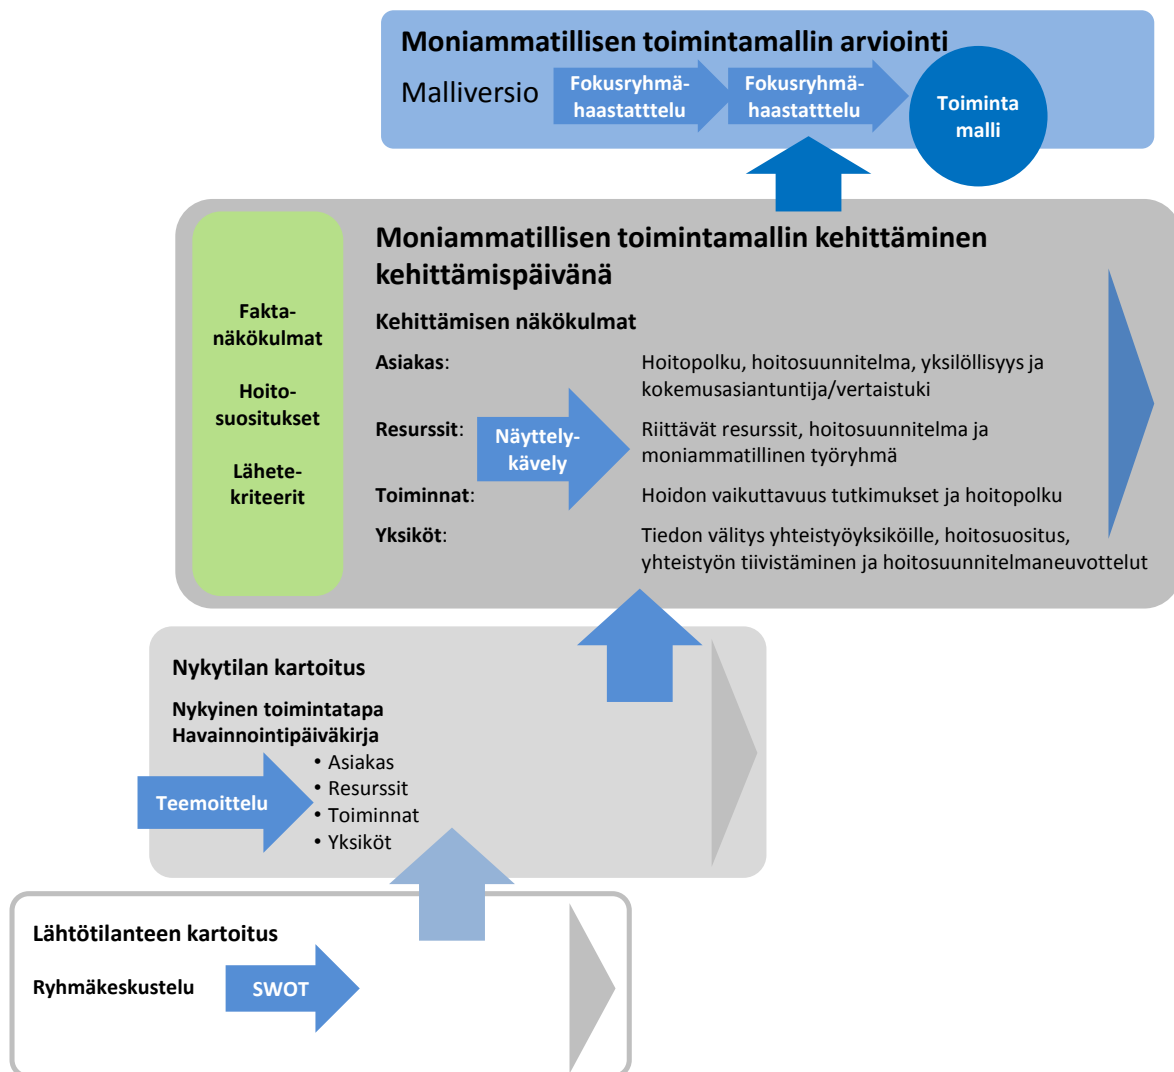 Moniammatillisen toimintamallin arviointi
Malliversio
Fokusryhmä-
haastatttelu
Fokusryhmä-
haastatttelu
Toiminta
malli
Fakta-
näkökulmat
Hoito-
suositukset
Lähete-
kriteerit
Moniammatillisen toimintamallin kehittäminen
kehittämispäivänä
Kehittämisen näkökulmat
Asiakas:
Hoitopolku, hoitosuunnitelma, yksilöllisyys ja
kokemusasiantuntija/vertaistuki
Resurssit:
Näyttely-
kävely
Riittävät resurssit, hoitosuunnitelma ja
moniammatillinen työryhmä
Toiminnat:
Hoidon vaikuttavuus tutkimukset ja hoitopolku
Yksiköt:
Tiedon välitys yhteistyöyksiköille, hoitosuositus,
yhteistyön tiivistäminen ja hoitosuunnitelmaneuvottelut
Nykytilan kartoitus
Nykyinen toimintatapa
Havainnointipäiväkirja
Teemoittelu
• Asiakas
• Resurssit
• Toiminnat
• Yksiköt
Lähtötilanteen kartoitus
Ryhmäkeskustelu
SWOT